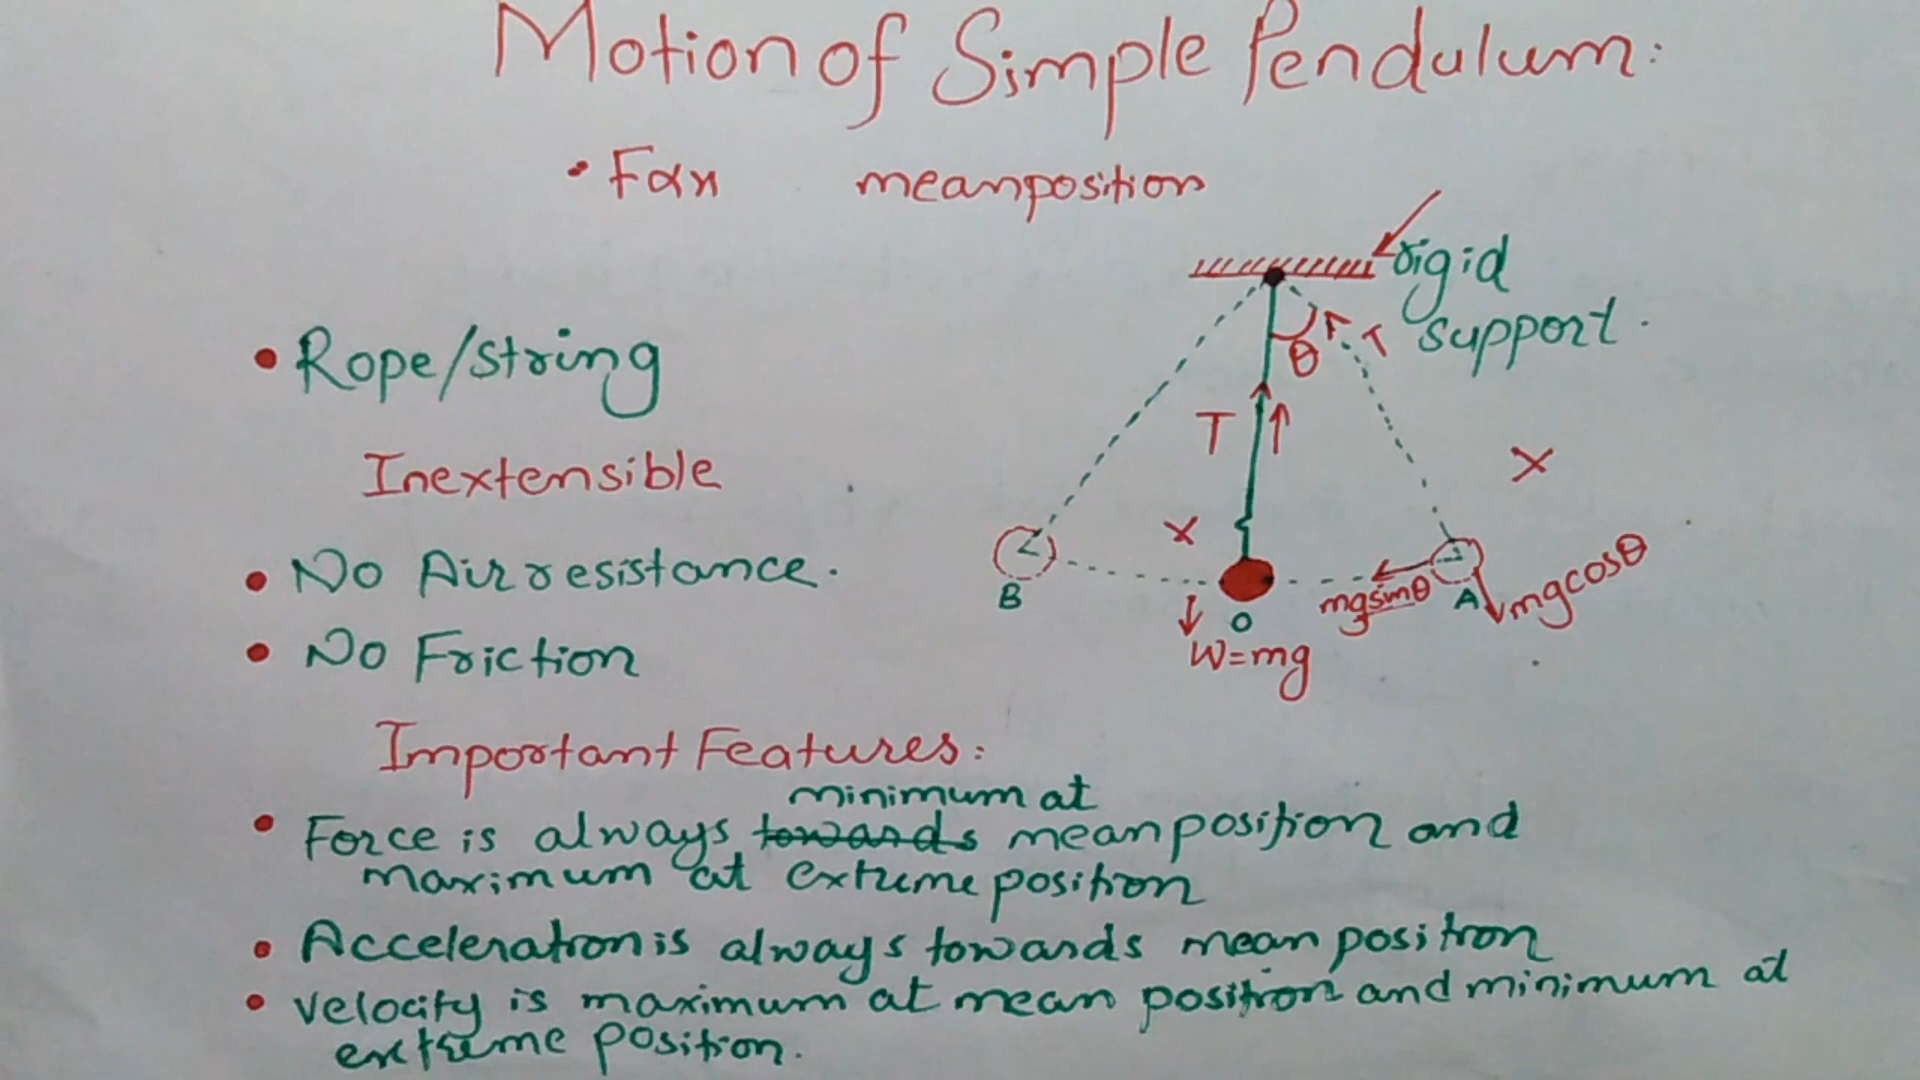 Motion of Simple Pendulum:
• F α x meanposition
rigid
support.
• Rope/string
Inextensible
• No Air resistance.
• No Friction
θ
T
T
x
x
B
O
A
mgsinθ
mgcosθ
W=mg
Important Features:
minimum at
• Force is always towards meanposition and
maximum at extreme position
• Acceleration is always towards mean position
• Velocity is maximum at mean position and minimum at
extreme position.